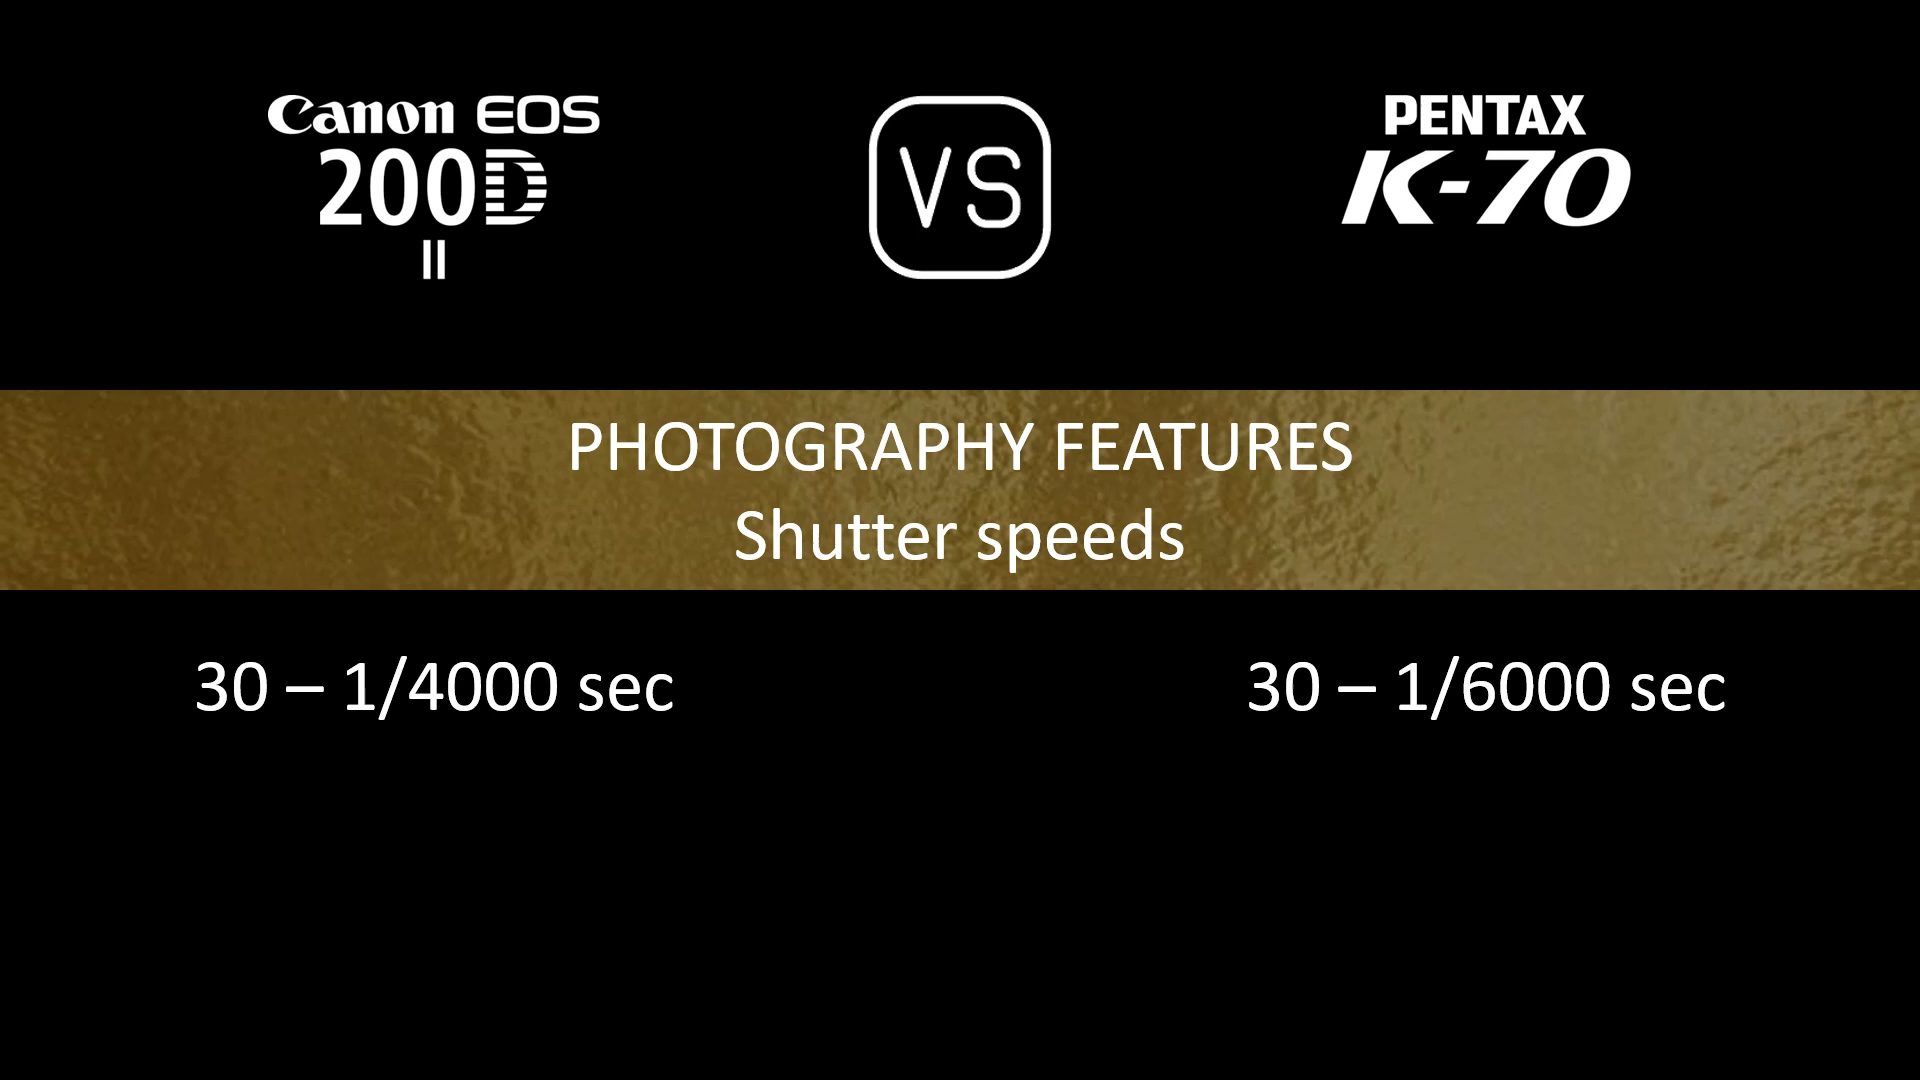 Canon EOS
200D
II
VS
PENTAX
K-70
PHOTOGRAPHY FEATURES
Shutter speeds
30 – 1/4000 sec
30 – 1/6000 sec